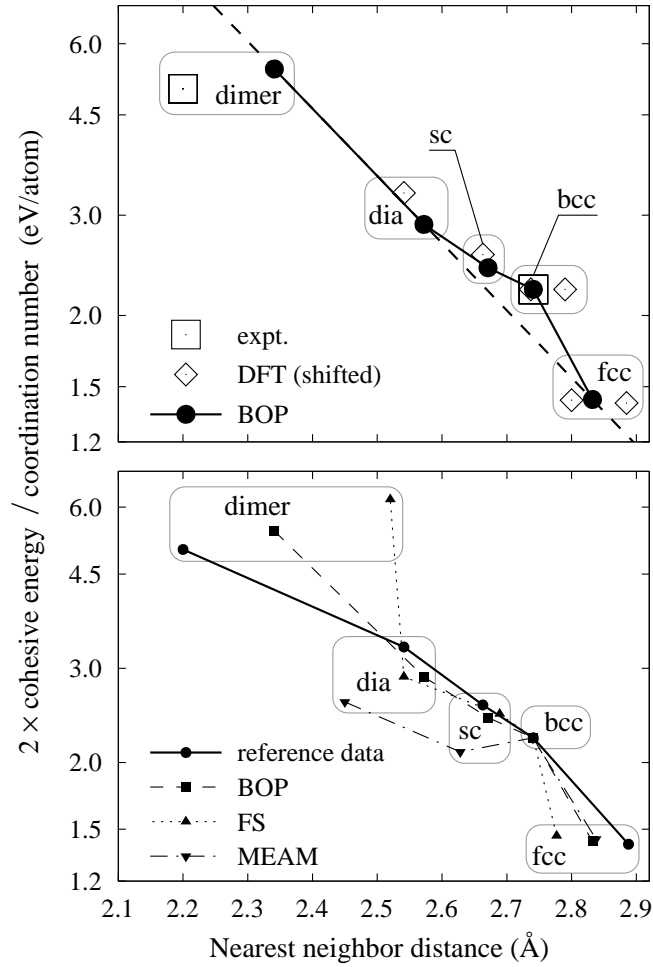 6.0
4.5
3.0
2.0
1.5
1.2
dimer
sc
dia
bcc
fcc
expt.
DFT (shifted)
BOP
2 × cohesive energy / coordination number (eV/atom)
6.0
4.5
3.0
2.0
1.5
1.2
dimer
dia
sc
bcc
fcc
reference data
BOP
FS
MEAM
2.1 2.2 2.3 2.4 2.5 2.6 2.7 2.8 2.9
Nearest neighbor distance (Å)